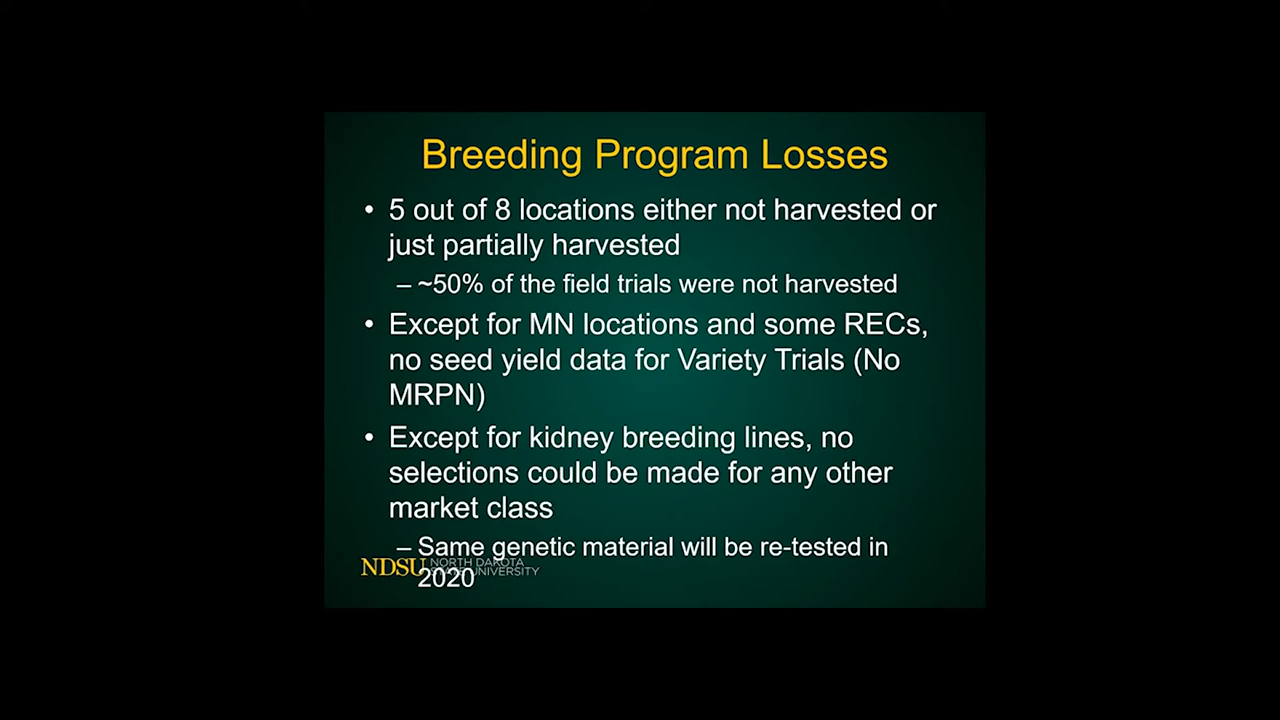 Breeding Program Losses
• 5 out of 8 locations either not harvested or
just partially harvested
– ~50% of the field trials were not harvested
• Except for MN locations and some RECs,
no seed yield data for Variety Trials (No
MRPN)
• Except for kidney breeding lines, no
selections could be made for any other
market class
– Same genetic material will be re-tested in
2020
NDSU NORTH DAKOTA
STATE UNIVERSITY